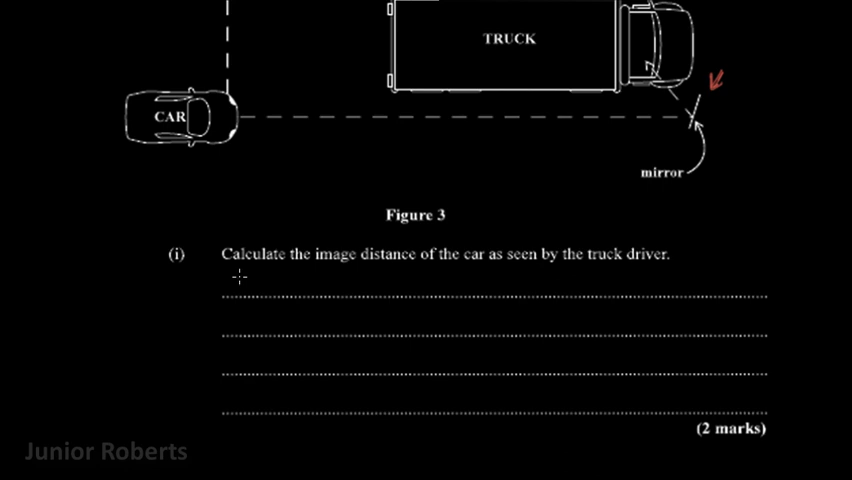 TRUCK
CAR
mirror
Figure 3
(i) Calculate the image distance of the car as seen by the truck driver.
(2 marks)
Junior Roberts